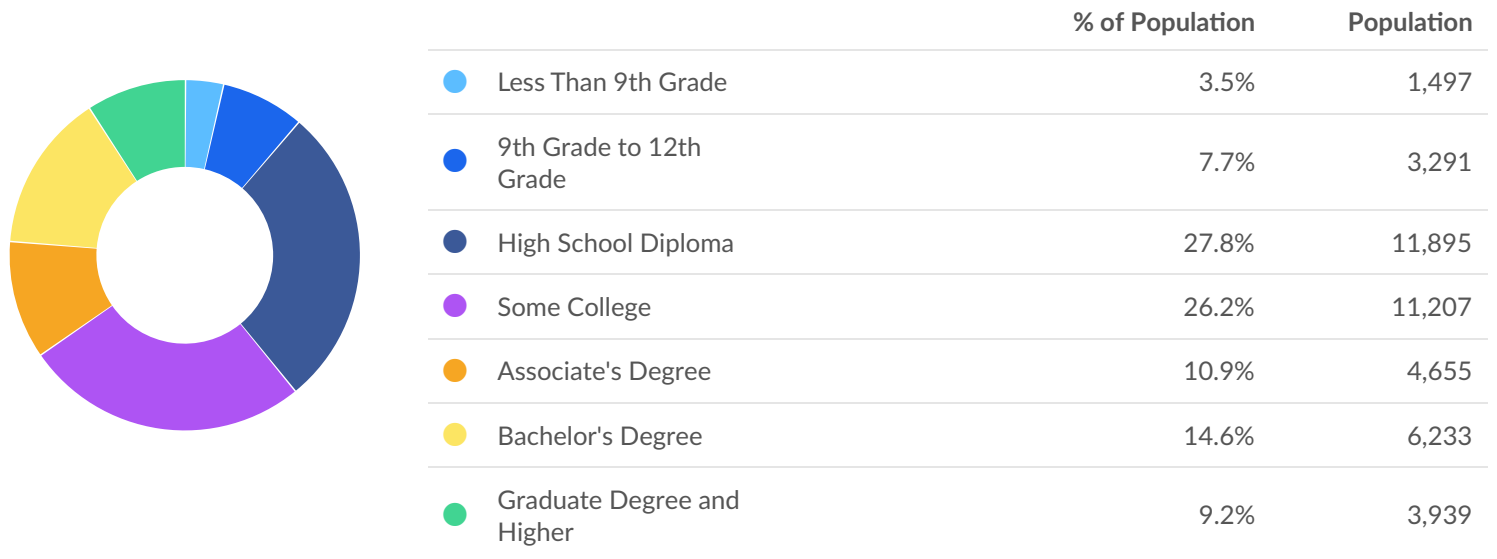 % of Population Population
Less Than 9th Grade 3.5% 1,497
9th Grade to 12th
Grade 7.7% 3,291
High School Diploma 27.8% 11,895
Some College 26.2% 11,207
Associate's Degree 10.9% 4,655
Bachelor's Degree 14.6% 6,233
Graduate Degree and
Higher 9.2% 3,939